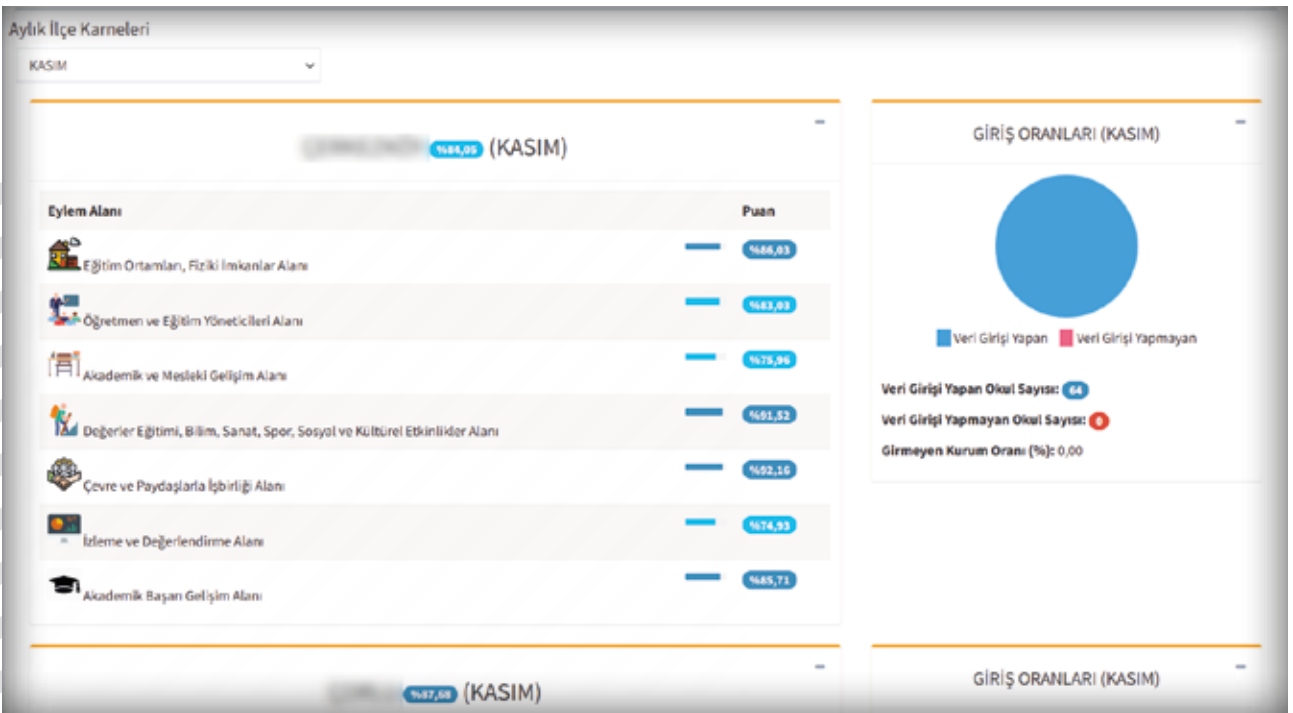 Aylık İlçe Karneleri
KASIM
%84,05 (KASIM)
Eylem Alanı Puan
Eğitim Ortamları, Fiziki İmkanlar Alanı %86,03
Öğretmen ve Eğitim Yöneticileri Alanı %83,03
Akademik ve Mesleki Gelişim Alanı %75,96
Değerler Eğitimi, Bilim, Sanat, Spor, Sosyal ve Kültürel Etkinlikler Alanı %91,52
Çevre ve Paydaşlarla İşbirliği Alanı %92,16
İzleme ve Değerlendirme Alanı %74,93
Akademik Başarı Gelişim Alanı %85,71
GİRİŞ ORANLARI (KASIM)
Veri Girişi Yapan Veri Girişi Yapmayan
Veri Girişi Yapan Okul Sayısı: 64
Veri Girişi Yapmayan Okul Sayısı: 0
Girmeyen Kurum Oranı (%): 0,00
(KASIM)
GİRİŞ ORANLARI (KASIM)